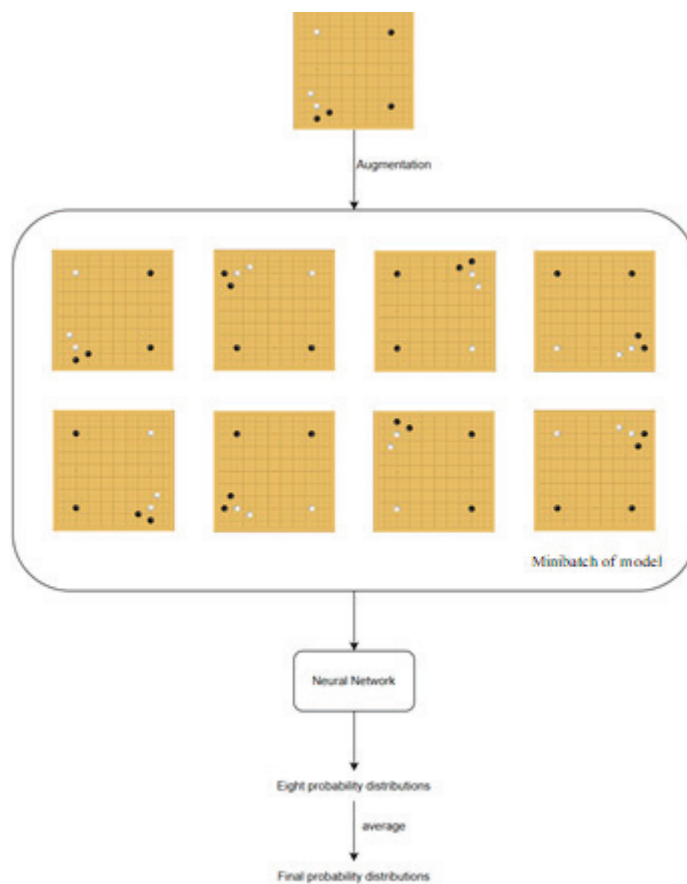 Augmentation
Minibatch of model
Neural Network
Eight probability distributions
average
Final probability distributions